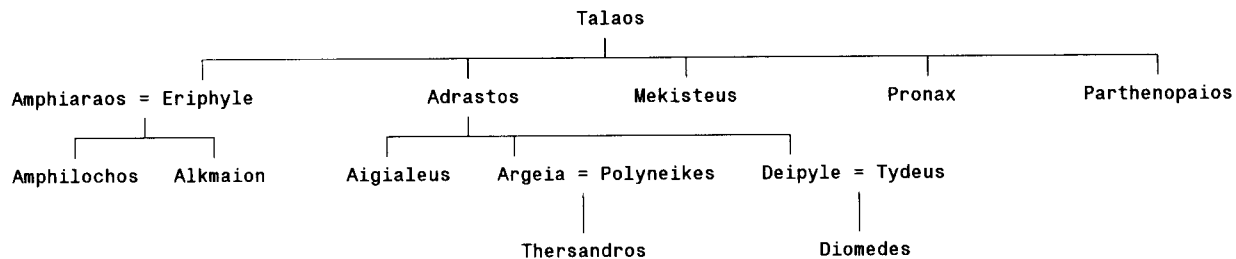 Talaos
Amphiaraos = Eriphyle Adrastos Mekisteus Pronax Parthenopaios
Amphilochos Alkmaion Aigialeus Argeia = Polyneikes Deipyle = Tydeus
Thersandros Diomedes